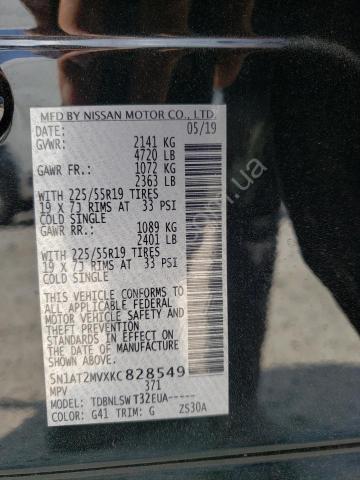 MFD BY NISSAN MOTOR CO., LTD.
DATE: 05/19
GVWR: 2141 KG
4720 LB
GAWR FR: 1072 KG
2363 LB
WITH 225/55R19 TIRES
19 X 7J RIMS AT 33 PSI
COLD SINGLE
GAWR RR: 1089 KG
2401 LB
WITH 225/55R19 TIRES
19 X 7J RIMS AT 33 PSI
COLD SINGLE
THIS VEHICLE CONFORMS TO
ALL APPLICABLE FEDERAL
MOTOR VEHICLE SAFETY AND
THEFT PREVENTION
STANDARDS IN EFFECT ON
THE DATE OF MANUFACTURE
SHOWN ABOVE.
5N1AT2MVXKC828549
MPV 371
MODEL: TDBNLSWT32EUA-----
COLOR: G41 TRIM: G ZS30A